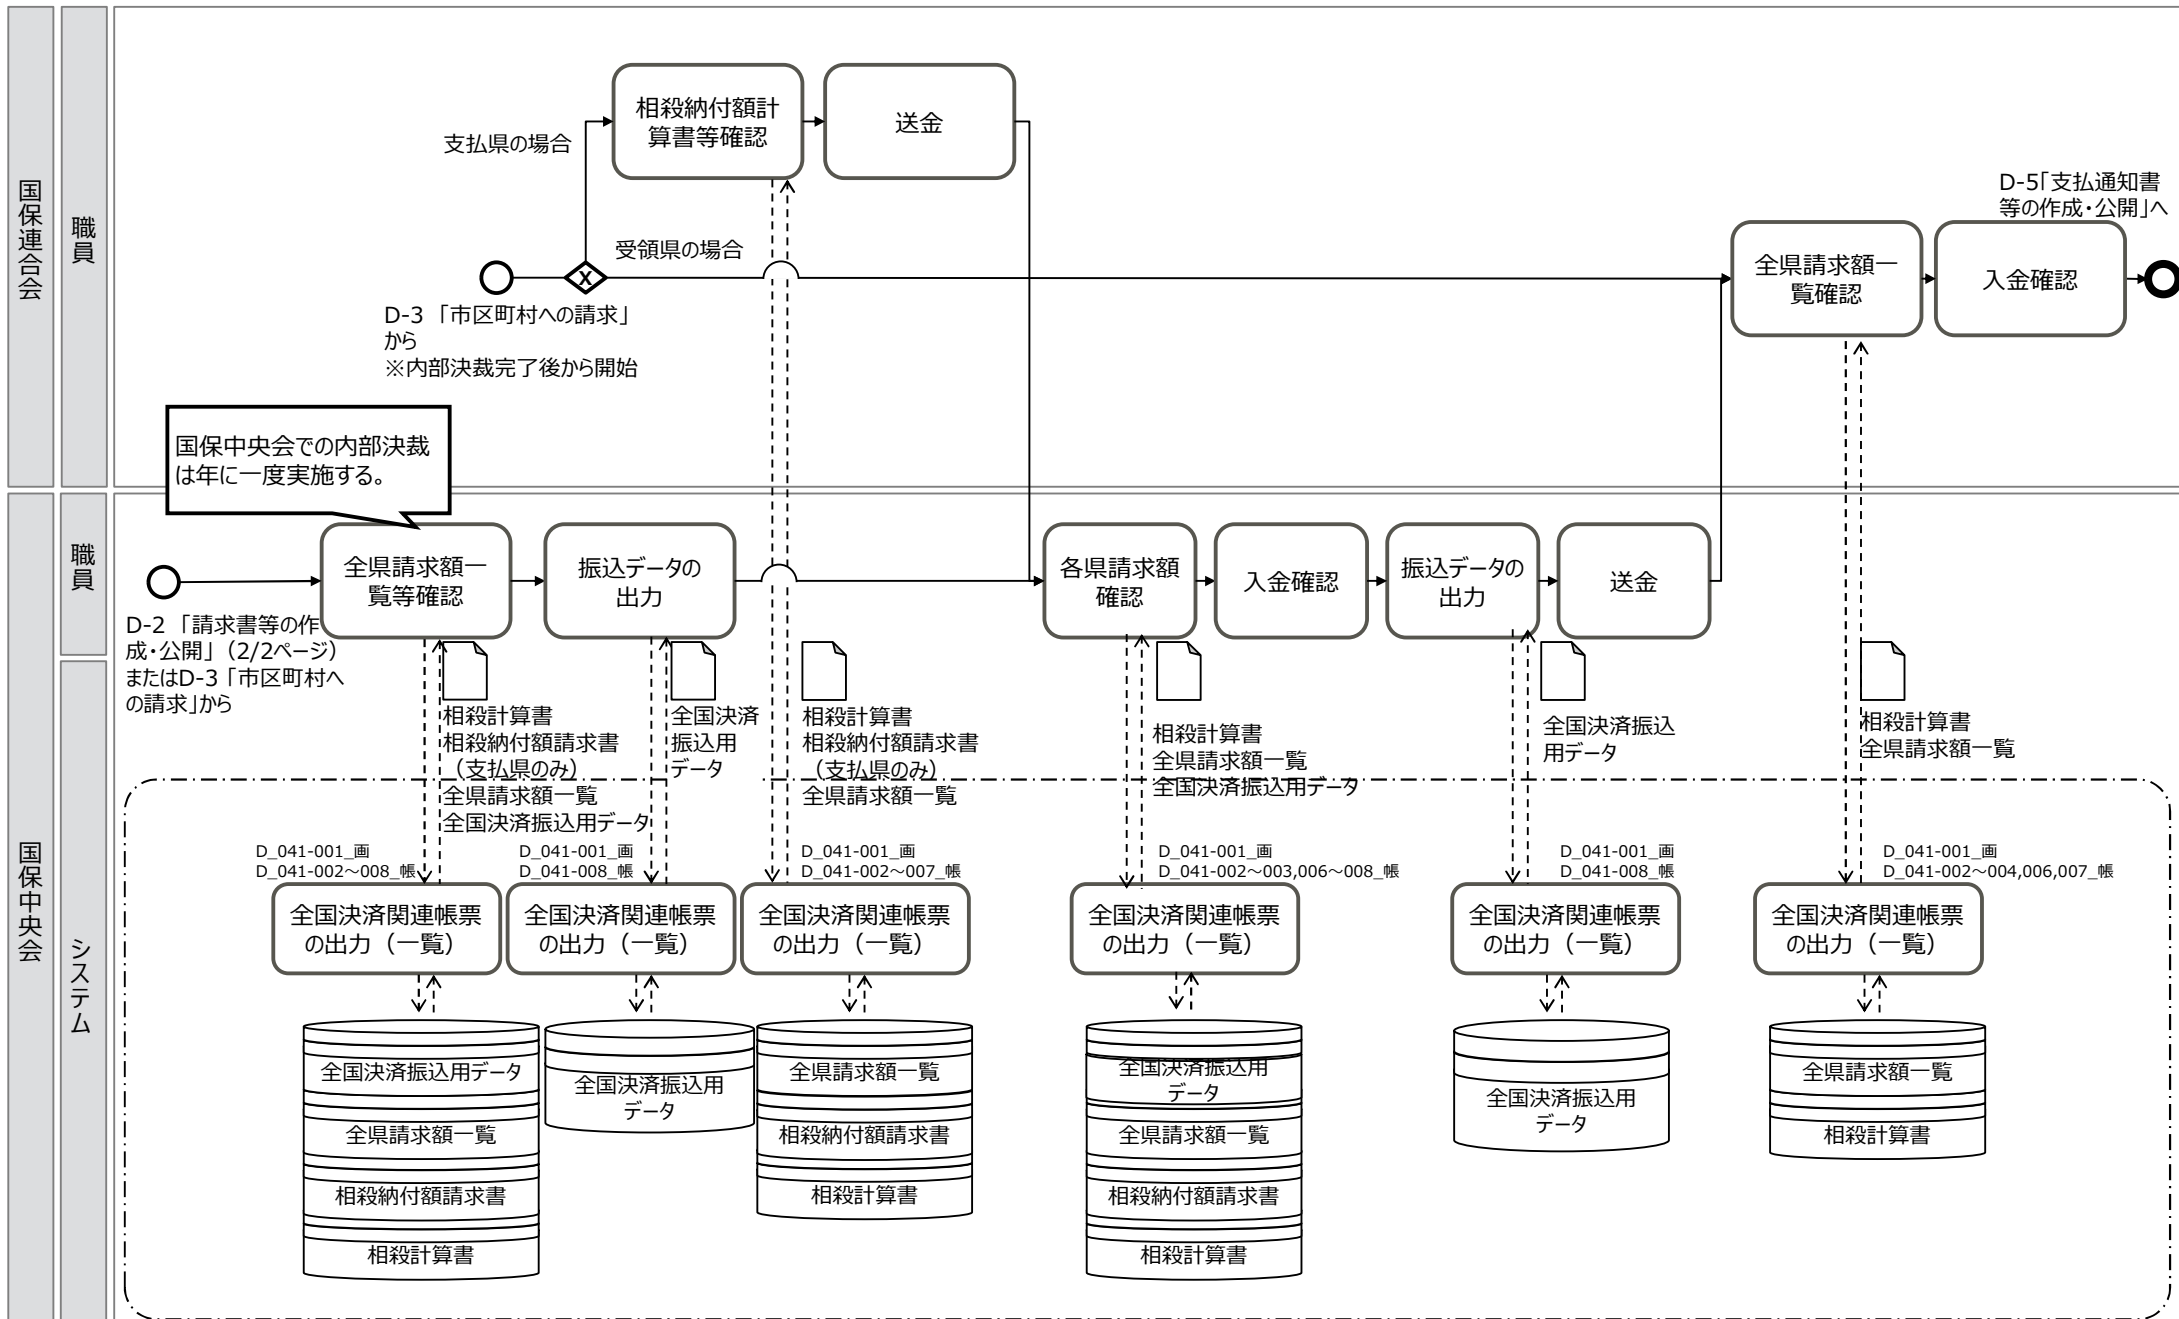 国保連合会
職員
支払県の場合
相殺納付額計
算書等確認
送金
受領県の場合
D-3 「市区町村への請求」
から
※内部決裁完了後から開始
X
全県請求額一
覧確認
入金確認
D-5「支払通知書
等の作成・公開」へ
国保中央会
職員
システム
国保中央会での内部決裁
は年に一度実施する。
D-2 「請求書等の作
成・公開」（2/2ページ）
またはD-3「市区町村へ
の請求」から
全県請求額一
覧等確認
振込データの
出力
各県請求額
確認
入金確認
振込データの
出力
送金
相殺計算書
相殺納付額請求書
（支払県のみ）
全県請求額一覧
全国決済振込用データ
全国決済
振込用
データ
相殺計算書
相殺納付額請求書
（支払県のみ）
全県請求額一覧
相殺計算書
全県請求額一覧
全国決済振込用データ
全国決済振込
用データ
相殺計算書
全県請求額一覧
D_041-001_画
D_041-002～008_帳
D_041-001_画
D_041-008_帳
D_041-001_画
D_041-002～007_帳
D_041-001_画
D_041-002～003,006～008_帳
D_041-001_画
D_041-008_帳
D_041-001_画
D_041-002～004,006,007_帳
全国決済関連帳票
の出力（一覧）
全国決済関連帳票
の出力（一覧）
全国決済関連帳票
の出力（一覧）
全国決済関連帳票
の出力（一覧）
全国決済関連帳票
の出力（一覧）
全国決済関連帳票
の出力（一覧）
全国決済振込用データ
全県請求額一覧
相殺納付額請求書
相殺計算書
全国決済振込用
データ
全県請求額一覧
相殺納付額請求書
相殺計算書
全国決済振込用
データ
全県請求額一覧
相殺納付額請求書
相殺計算書
全国決済振込用
データ
全県請求額一覧
相殺計算書